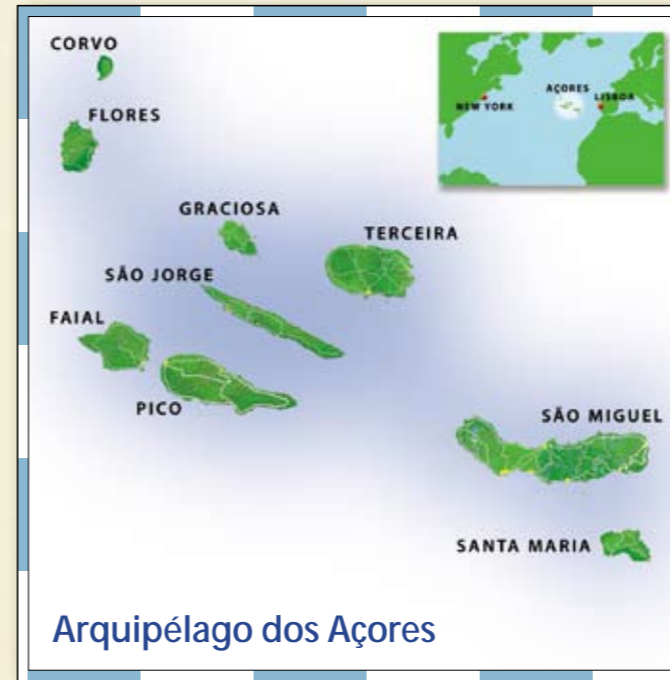 CORVO
FLORES
GRACIOSA
TERCEIRA
SÃO JORGE
FAIAL
PICO
SÃO MIGUEL
SANTA MARIA
AÇORES
NEW YORK
LISBOA
Arquipélago dos Açores